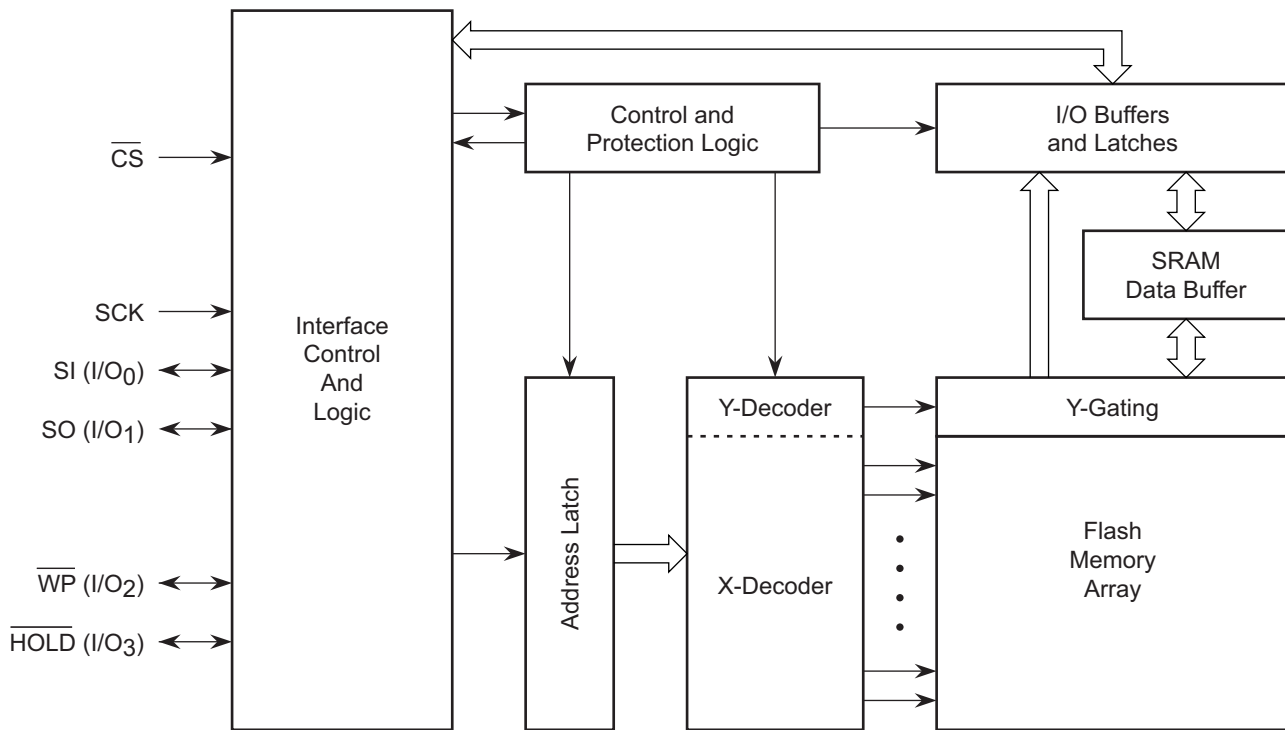 Control and
Protection Logic
I/O Buffers
and Latches
CS
SRAM
Data Buffer
SCK
Interface
Control
And
Logic
SI (I/O0)
SO (I/O1)
Y-Decoder
Y-Gating
Address Latch
X-Decoder
Flash
Memory
Array
WP (I/O2)
HOLD (I/O3)